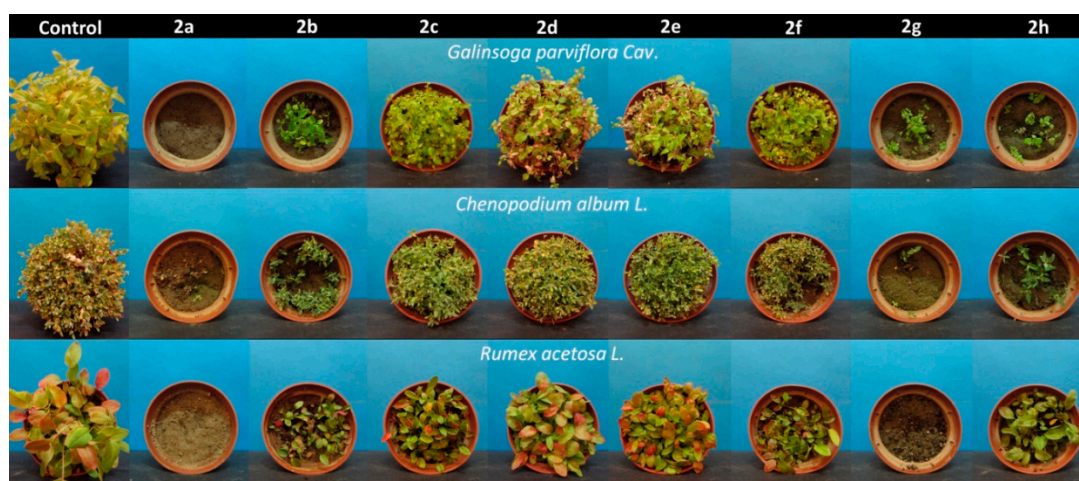 Control 2a 2b 2c 2d 2e 2f 2g 2h
Galinsoga parviflora Cav.
Chenopodium album L.
Rumex acetosa L.